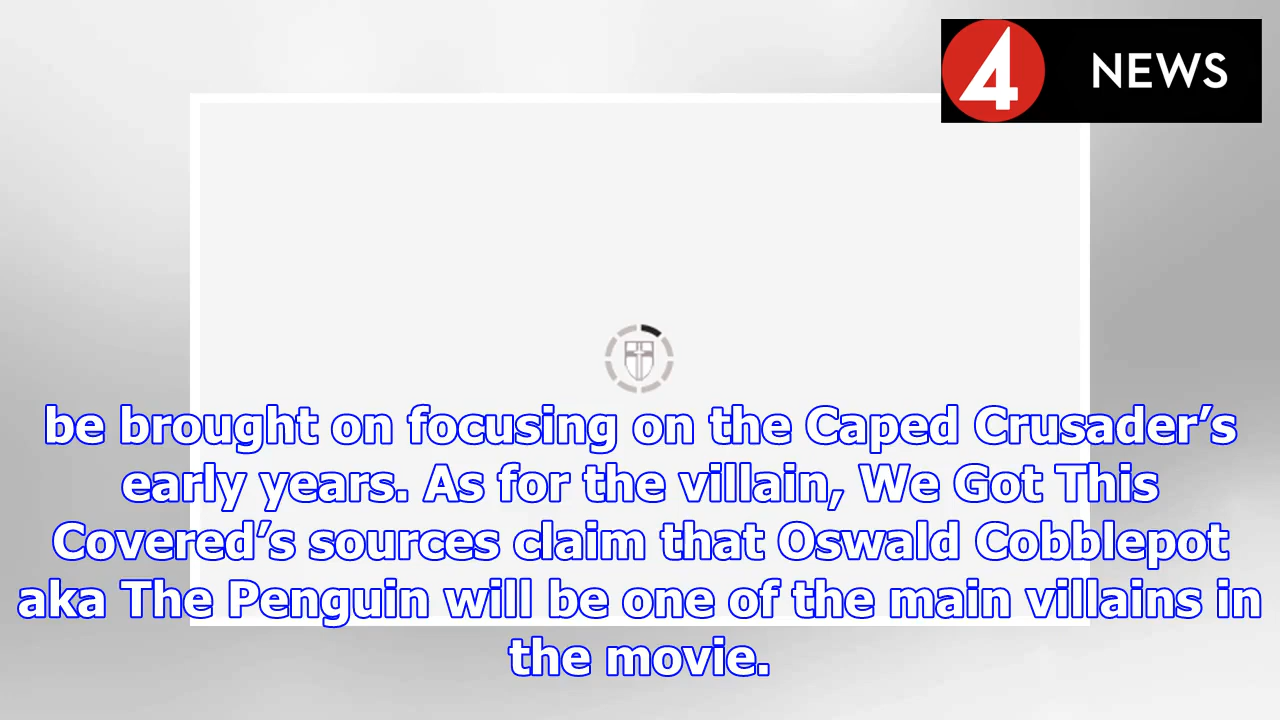 4 NEWS
be brought on focusing on the Caped Crusader’s
early years. As for the villain, We Got This
Covered’s sources claim that Oswald Cobblepot
aka The Penguin will be one of the main villains in
the movie.